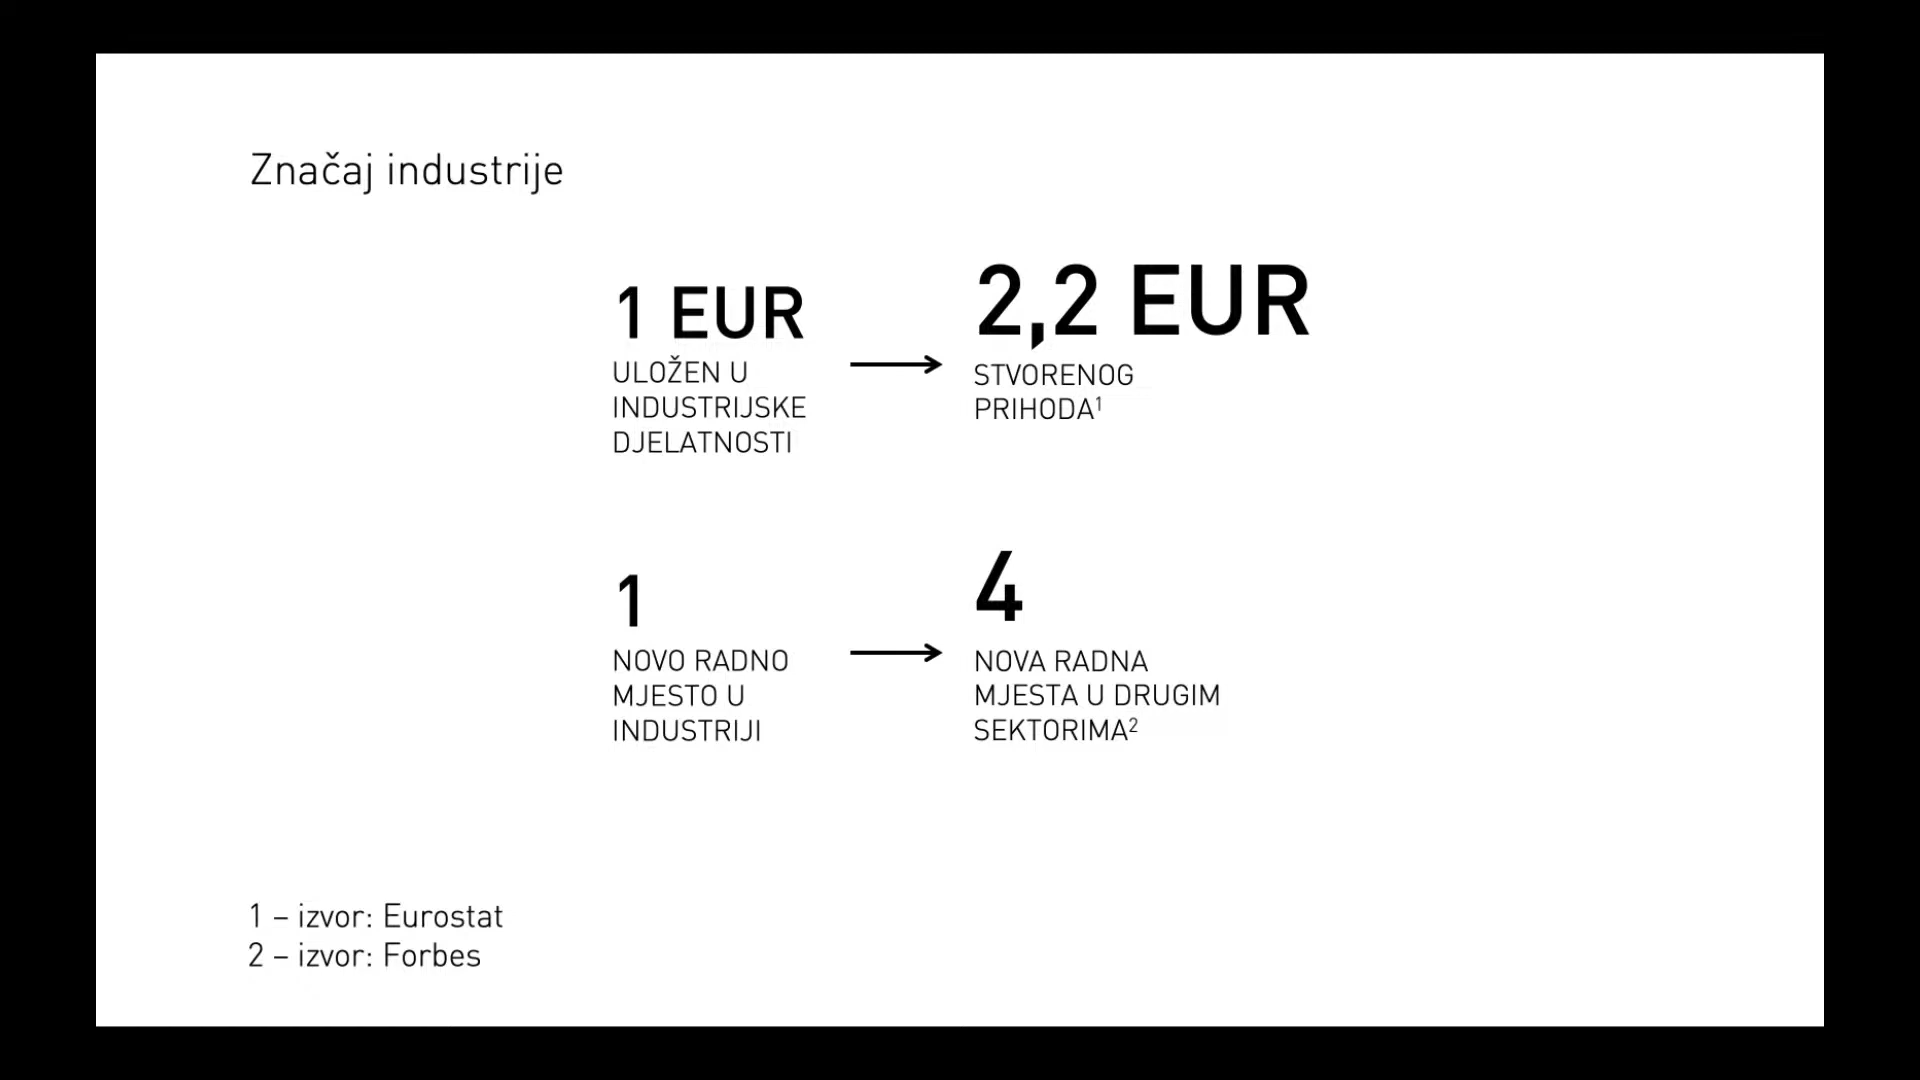 Značaj industrije
1 EUR
ULOŽEN U
INDUSTRIJSKE
DJELATNOSTI
2,2 EUR
STVORENOG
PRIHODA¹
1
NOVO RADNO
MJESTO U
INDUSTRIJI
4
NOVA RADNA
MJESTA U DRUGIM
SEKTORIMA²
1 – izvor: Eurostat
2 – izvor: Forbes